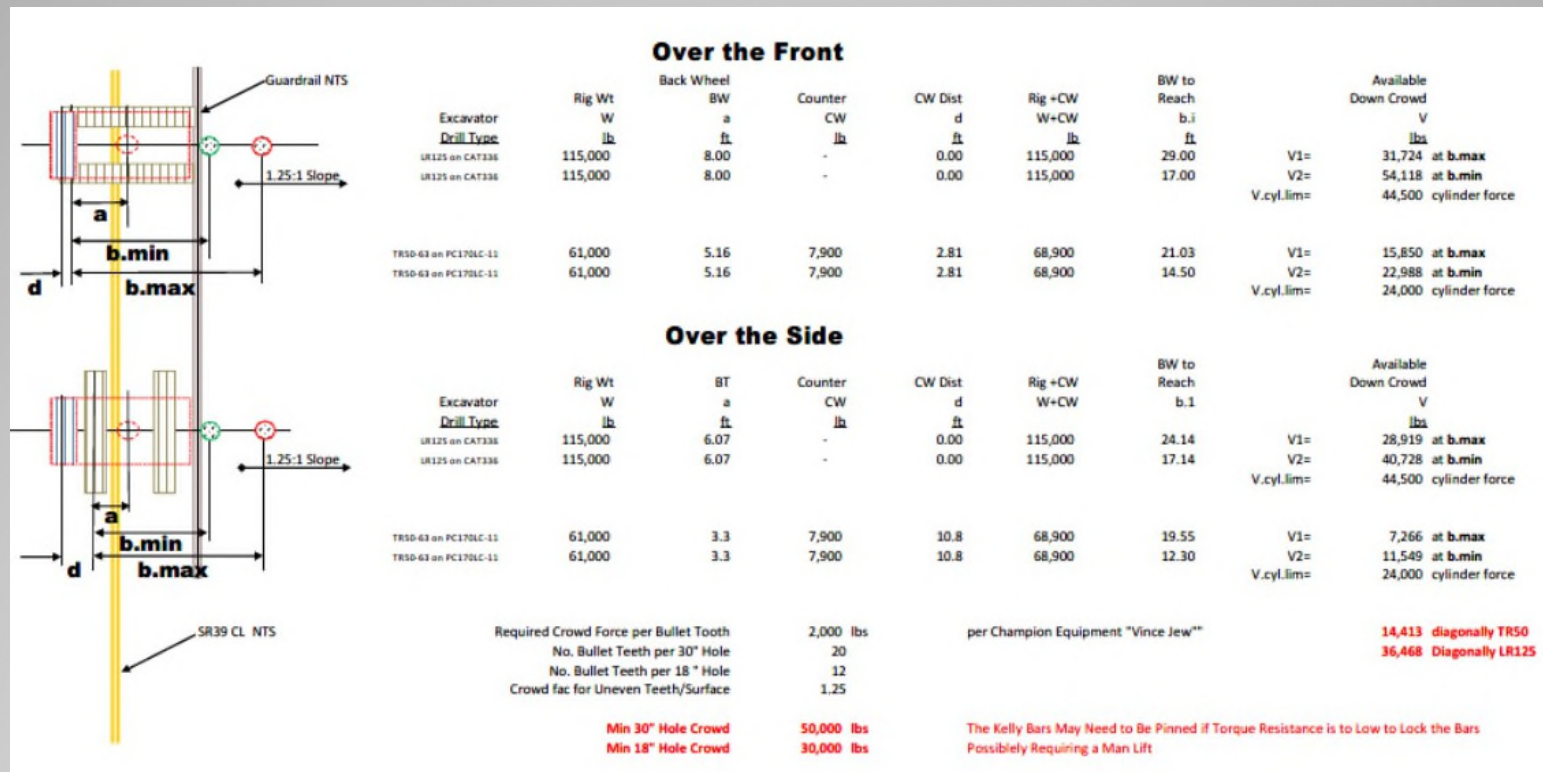 Over the Front
Guardrail NTS
Back Wheel BW to Available
Rig Wt BW Counter CW Dist Rig +CW Reach Down Crowd
Excavator W a CW d W+CW b.i V
Drill Type lb ft lb ft lb ft lbs
LR125 on CAT336 115,000 8.00 - 0.00 115,000 29.00 V1= 31,724 at b.max
LR125 on CAT336 115,000 8.00 - 0.00 115,000 17.00 V2= 54,118 at b.min
V.cyl.lim= 44,500 cylinder force
1.25:1 Slope
a
b.min
d b.max
TR50-63 on PC170LC-11 61,000 5.16 7,900 2.81 68,900 21.03 V1= 15,850 at b.max
TR50-63 on PC170LC-11 61,000 5.16 7,900 2.81 68,900 14.50 V2= 22,988 at b.min
V.cyl.lim= 24,000 cylinder force
Over the Side
BW to Available
Rig Wt BT Counter CW Dist Rig +CW Reach Down Crowd
Excavator W a CW d W+CW b.1 V
Drill Type lb ft lb ft lb ft lbs
LR125 on CAT336 115,000 6.07 - 0.00 115,000 24.14 V1= 28,919 at b.max
LR125 on CAT336 115,000 6.07 - 0.00 115,000 17.14 V2= 40,728 at b.min
V.cyl.lim= 44,500 cylinder force
1.25:1 Slope
a
b.min
d b.max
TR50-63 on PC170LC-11 61,000 3.3 7,900 10.8 68,900 19.55 V1= 7,266 at b.max
TR50-63 on PC170LC-11 61,000 3.3 7,900 10.8 68,900 12.30 V2= 11,549 at b.min
V.cyl.lim= 24,000 cylinder force
SR39 CL NTS
Required Crowd Force per Bullet Tooth 2,000 lbs per Champion Equipment "Vince Jew"" 14,413 diagonally TR50
No. Bullet Teeth per 30" Hole 20 36,468 Diagonally LR125
No. Bullet Teeth per 18 " Hole 12
Crowd fac for Uneven Teeth/Surface 1.25
Min 30" Hole Crowd 50,000 lbs The Kelly Bars May Need to Be Pinned if Torque Resistance is to Low to Lock the Bars
Min 18" Hole Crowd 30,000 lbs Possiblely Requiring a Man Lift